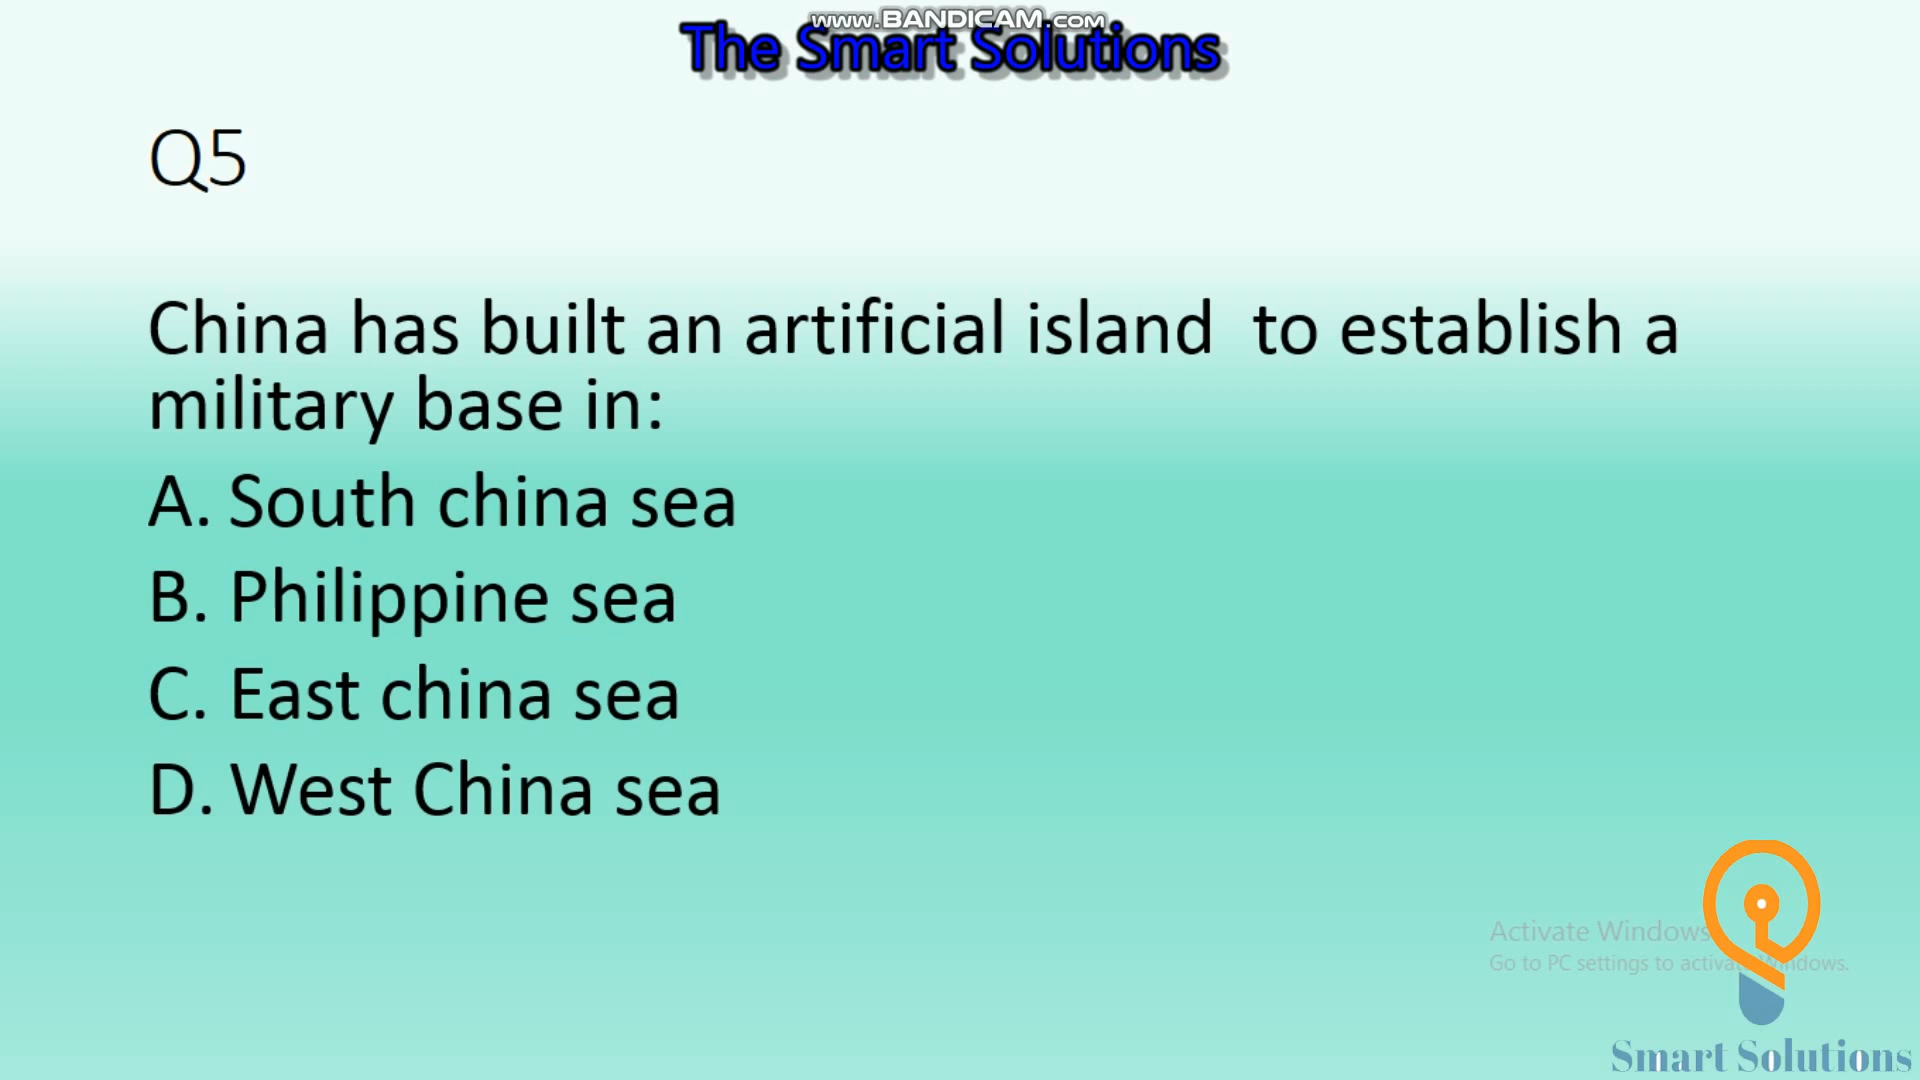 www.BANDICAM.com
The Smart Solutions
Q5
China has built an artificial island  to establish a
military base in:
A. South china sea
B. Philippine sea
C. East china sea
D. West China sea
Activate Windows
Go to PC settings to activate Windows.
Smart Solutions